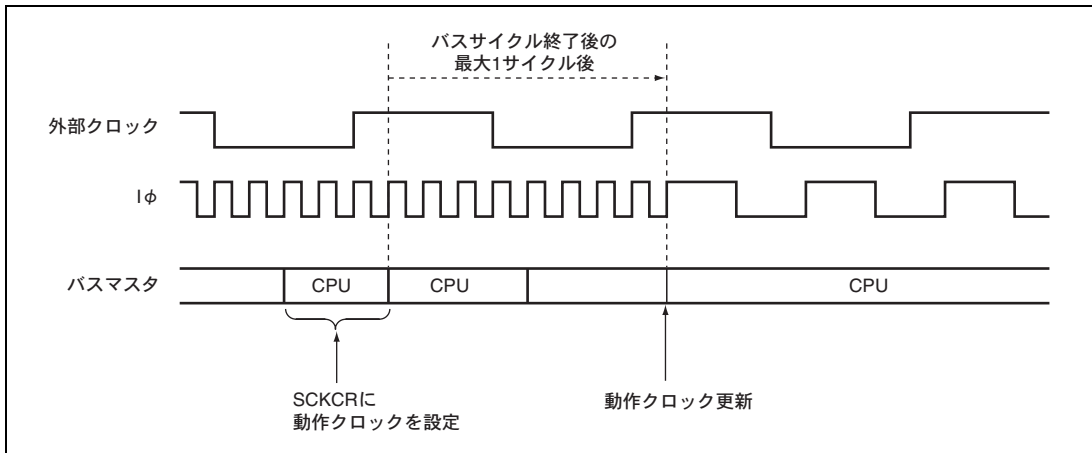 バスサイクル終了後の
最大1サイクル後
外部クロック
Iφ
バスマスタ
CPU
CPU
CPU
SCKCRに
動作クロックを設定
動作クロック更新